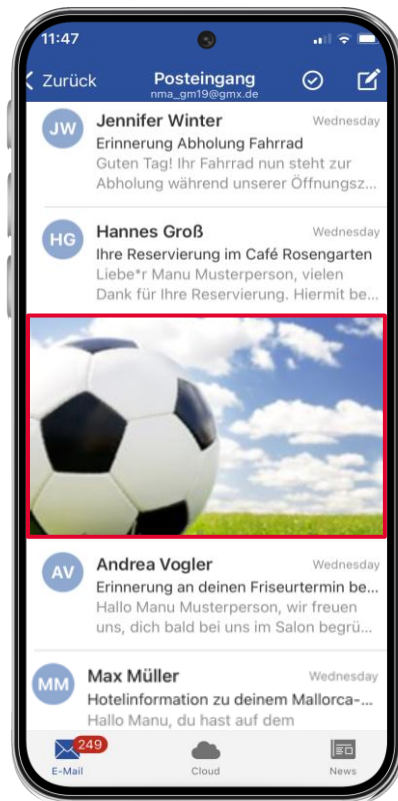 11:47
Zurück
Posteingang
nma_gm19@gmx.de
JW
Jennifer Winter
Wednesday
Erinnerung Abholung Fahrrad
Guten Tag! Ihr Fahrrad nun steht zur
Abholung während unserer Öffnungsz...
HG
Hannes Groß
Wednesday
Ihre Reservierung im Café Rosengarten
Liebe*r Manu Musterperson, vielen
Dank für Ihre Reservierung. Hiermit be...
AV
Andrea Vogler
Wednesday
Erinnerung an deinen Friseurtermin be...
Hallo Manu Musterperson, wir freuen
uns, dich bald bei uns im Salon begrü...
MM
Max Müller
Wednesday
Hotelinformation zu deinem Mallorca-...
Hallo Manu, du hast auf dem
249
E-Mail
Cloud
News